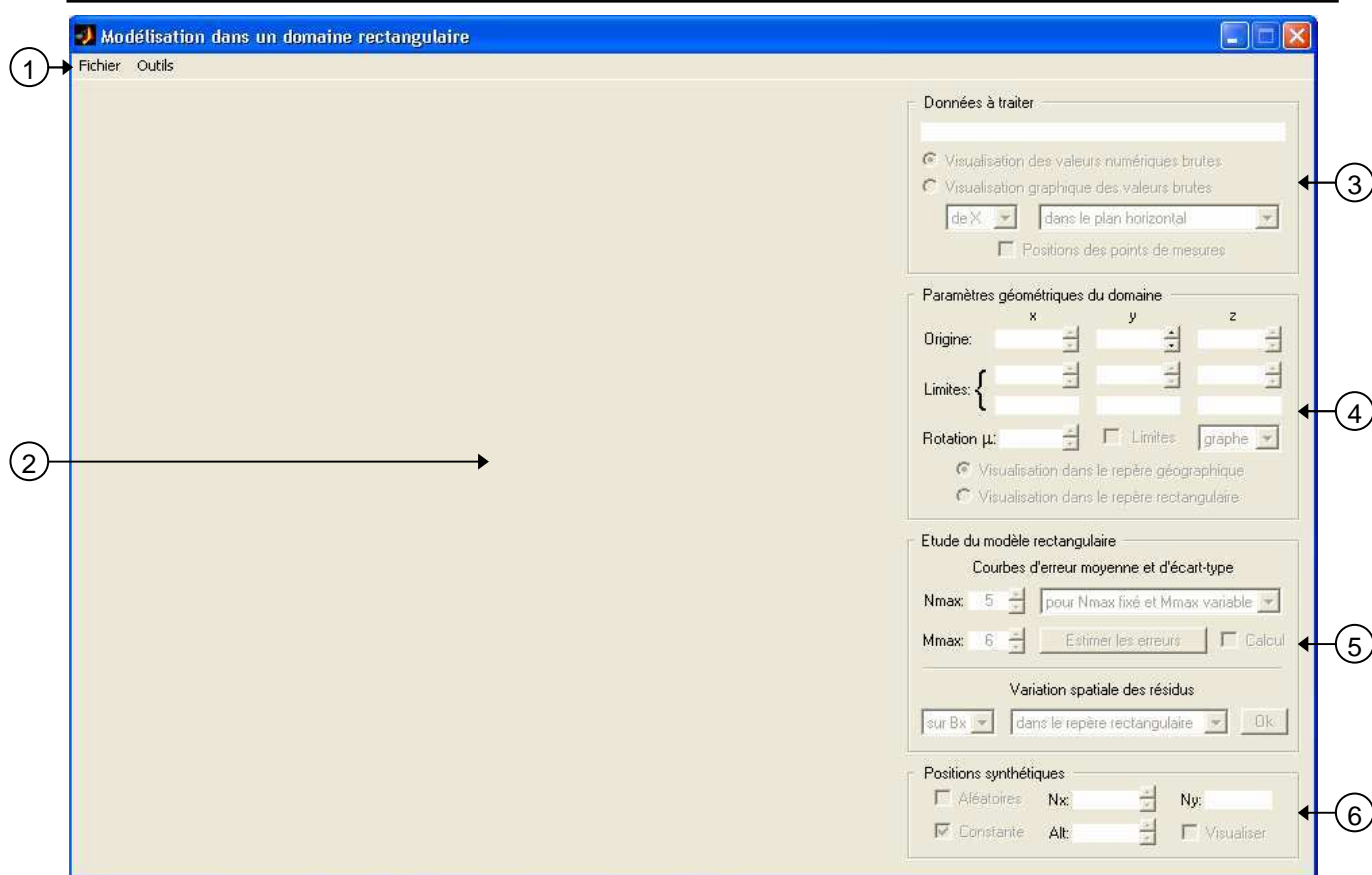 Modélisation dans un domaine rectangulaire
1
Fichier Outils
2
Données à traiter
Visualisation des valeurs numériques brutes
Visualisation graphique des valeurs brutes
de X dans le plan horizontal
Positions des points de mesures
3
Paramètres géométriques du domaine
x y z
Origine:
Limites: {
Rotation µ: Limites graphe
Visualisation dans le repère géographique
Visualisation dans le repère rectangulaire
4
Etude du modèle rectangulaire
Courbes d'erreur moyenne et d'écart-type
Nmax: 5 pour Nmax fixé et Mmax variable
Mmax: 6 Estimer les erreurs Calcul
5
Variation spatiale des résidus
sur Bx dans le repère rectangulaire Ok
Positions synthétiques
Aléatoires Nx: Ny:
Constante Alt: Visualiser
6